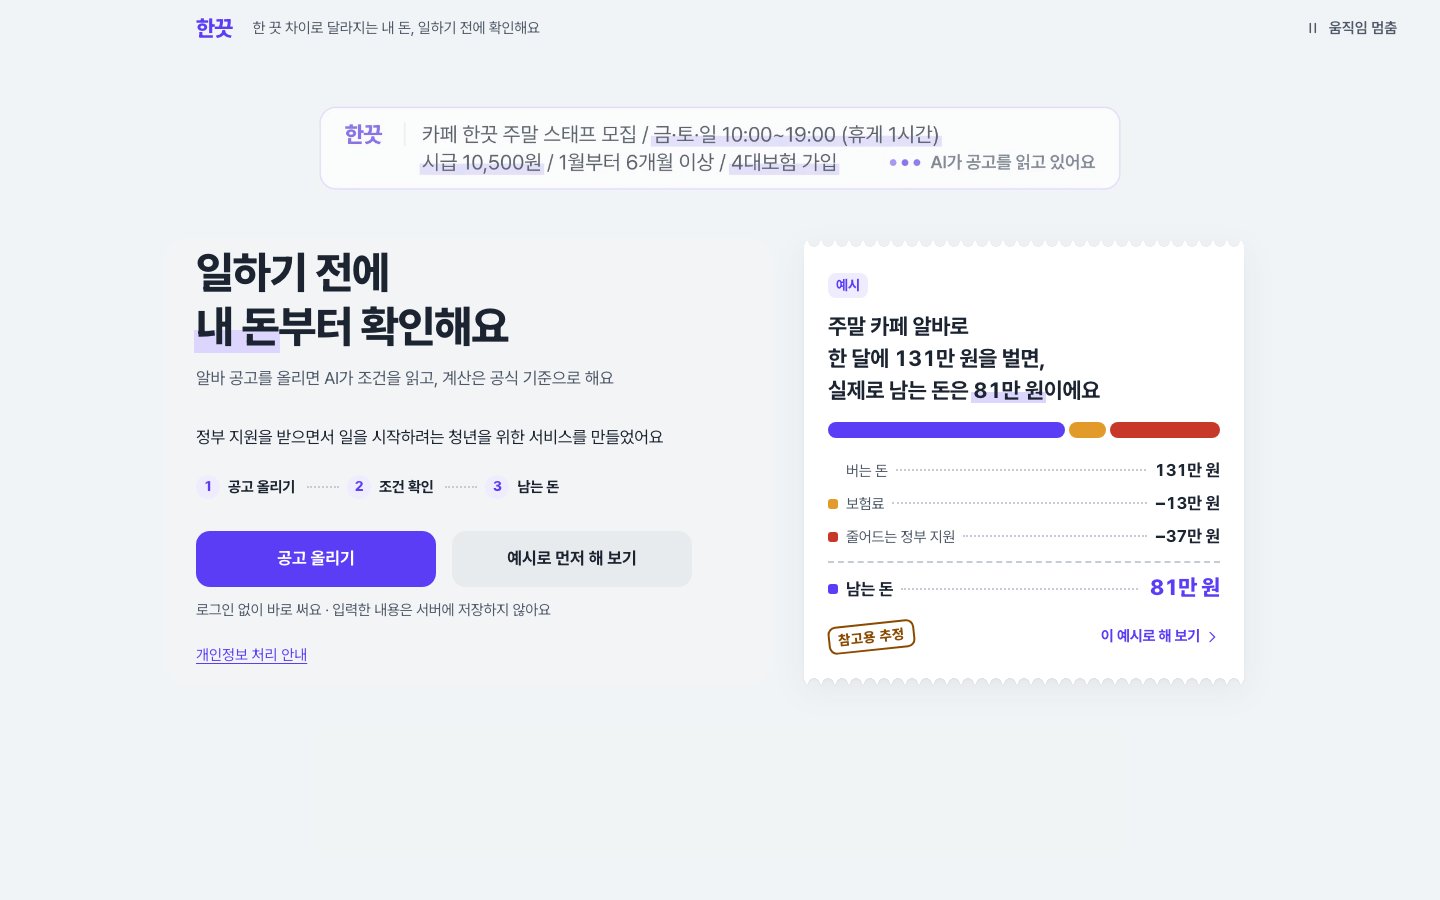 한끗 한 끗 차이로 달라지는 내 돈, 일하기 전에 확인해요
움직임 멈춤
한끗 카페 한끗 주말 스태프 모집 / 금·토·일 10:00~19:00 (휴게 1시간)
시급 10,500원 / 1월부터 6개월 이상 / 4대보험 가입
AI가 공고를 읽고 있어요
일하기 전에
내 돈부터 확인해요
알바 공고를 올리면 AI가 조건을 읽고, 계산은 공식 기준으로 해요
정부 지원을 받으면서 일을 시작하려는 청년을 위한 서비스를 만들었어요
1 공고 올리기 2 조건 확인 3 남는 돈
공고 올리기
예시로 먼저 해 보기
로그인 없이 바로 써요 · 입력한 내용은 서버에 저장하지 않아요
개인정보 처리 안내
예시
주말 카페 알바로
한 달에 131만 원을 벌면,
실제로 남는 돈은 81만 원이에요
버는 돈 131만 원
보험료 −13만 원
줄어드는 정부 지원 −37만 원
남는 돈 81만 원
참고용 추정
이 예시로 해 보기